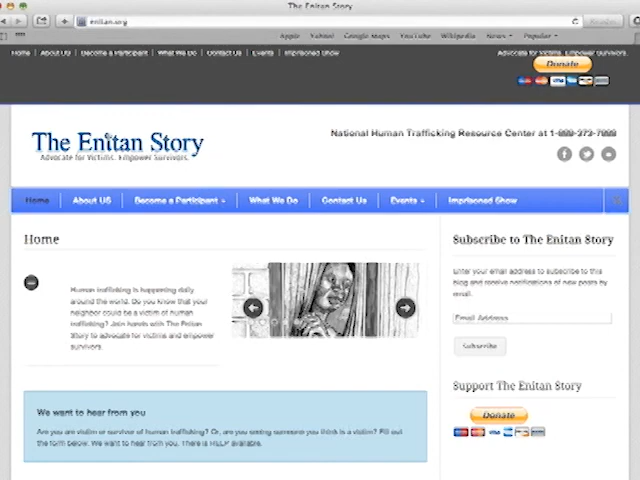 The Enitan Story
enitan.org
Reader
Apple Yahoo! Google Maps YouTube Wikipedia News Popular
Home About US Become a Participant What We Do Contact Us Events Imprisoned Show
Advocate for Victims. Empower Survivors.
Donate
The Enitan Story
Advocate for Victims. Empower Survivors.
National Human Trafficking Resource Center at 1-888-373-7888
Home About US Become a Participant What We Do Contact Us Events Imprisoned Show
Home
Human trafficking is happening daily
around the world. Do you know that your
neighbor could be a victim of human
trafficking? Join hands with The Enitan
Story to advocate for victims and empower
survivors.
Subscribe to The Enitan Story
Enter your email address to subscribe to this
blog and receive notifications of new posts by
email.
Email Address
Subscribe
Support The Enitan Story
Donate
We want to hear from you
Are you are victim or survivor of human trafficking? Or, are you seeing someone you think is a victim? Fill out
the form below. We want to hear from you. There is HELP available.